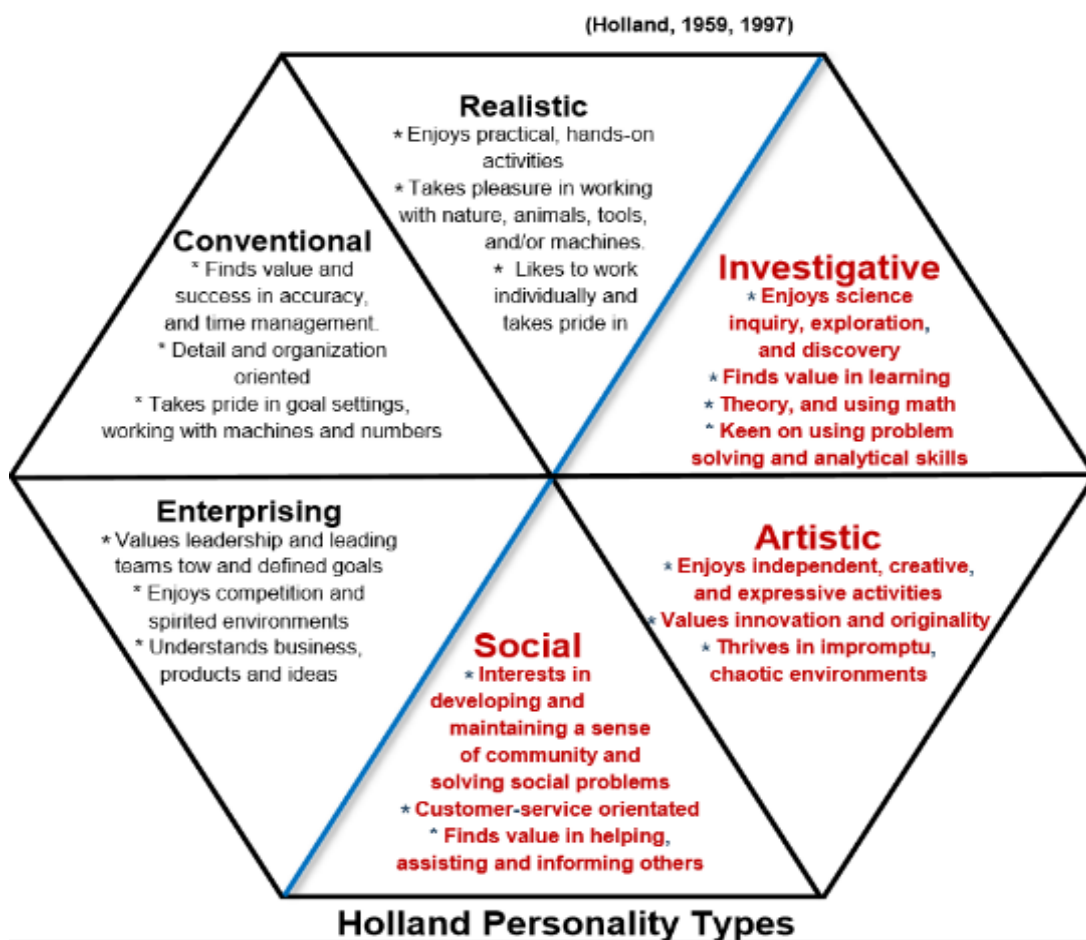 (Holland, 1959, 1997)
Realistic
* Enjoys practical, hands-on
activities
* Takes pleasure in working
with nature, animals, tools,
and/or machines.
* Likes to work
individually and
takes pride in
Conventional
* Finds value and
success in accuracy,
and time management.
* Detail and organization
oriented
* Takes pride in goal settings,
working with machines and numbers
Investigative
* Enjoys science
inquiry, exploration,
and discovery
* Finds value in learning
* Theory, and using math
* Keen on using problem
solving and analytical skills
Enterprising
* Values leadership and leading
teams tow and defined goals
* Enjoys competition and
spirited environments
* Understands business,
products and ideas
Artistic
* Enjoys independent, creative,
and expressive activities
* Values innovation and originality
* Thrives in impromptu,
chaotic environments
Social
* Interests in
developing and
maintaining a sense
of community and
solving social problems
* Customer-service orientated
* Finds value in helping,
assisting and informing others
Holland Personality Types